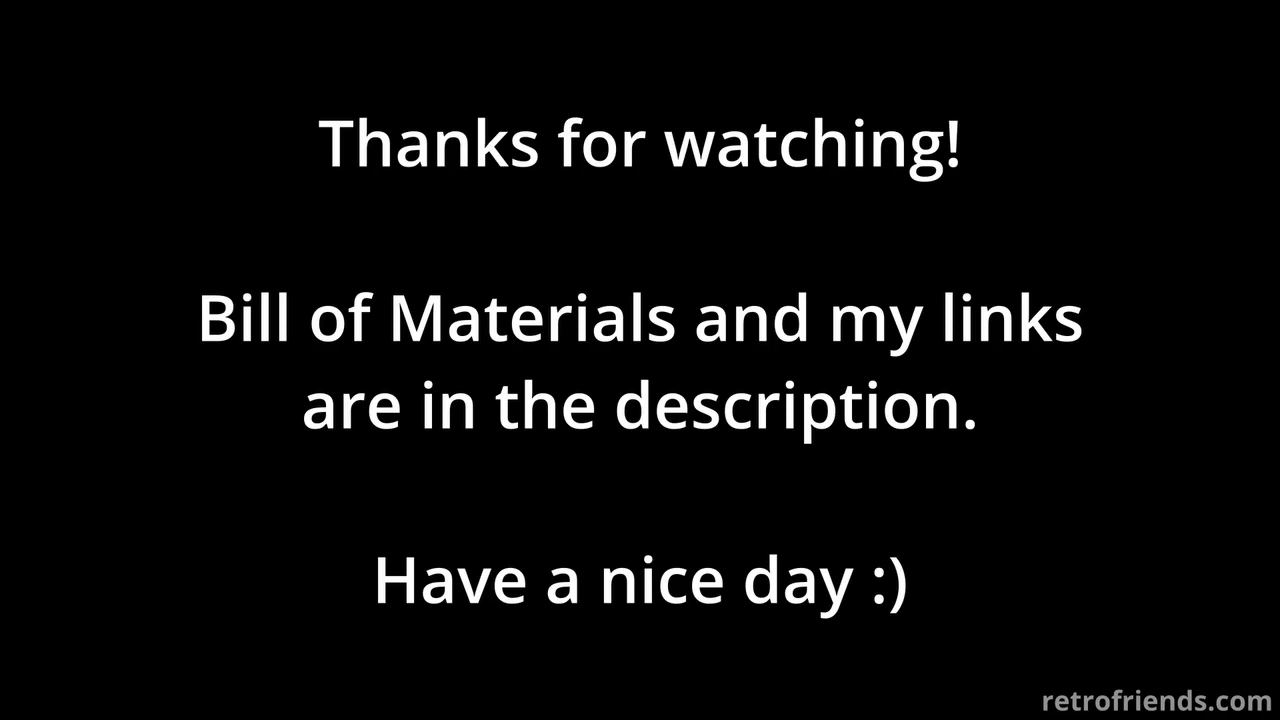 Thanks for watching!
Bill of Materials and my links
are in the description.
Have a nice day :)
retrofriends.com